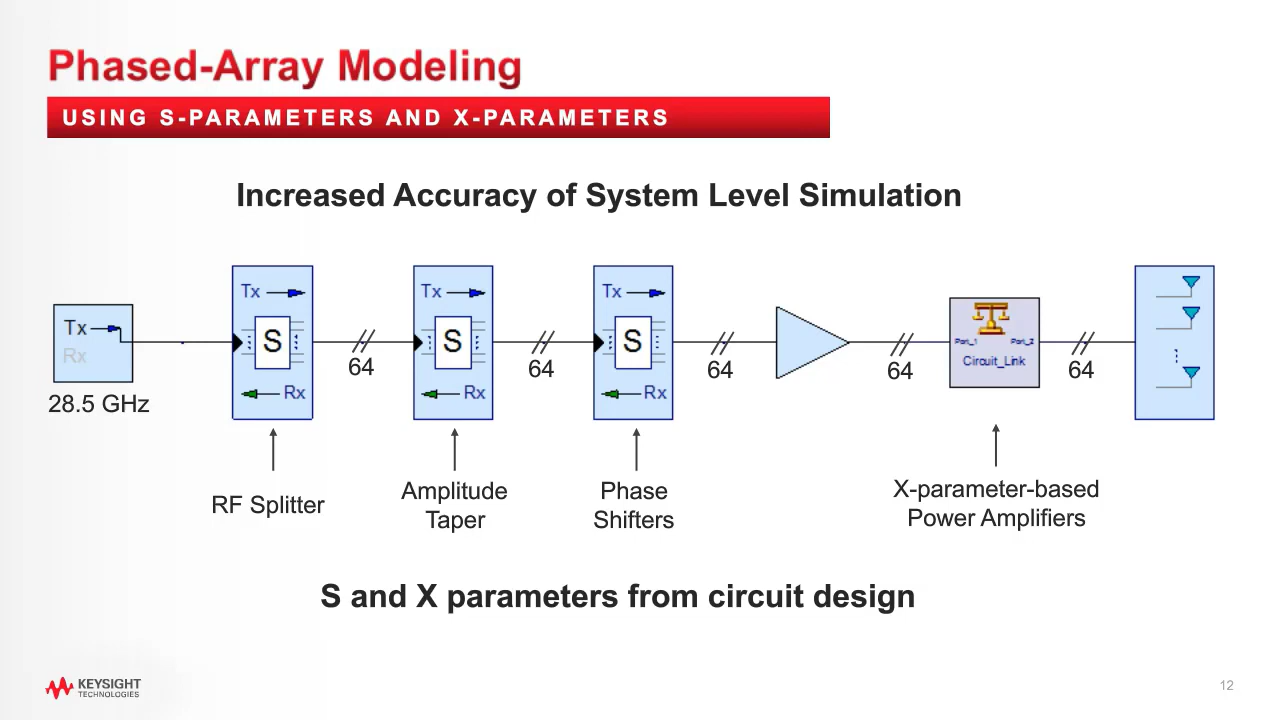 Phased-Array Modeling
USING S-PARAMETERS AND X-PARAMETERS
Increased Accuracy of System Level Simulation
Tx
Rx
28.5 GHz
Tx
S
Rx
RF Splitter
64
Tx
S
Rx
Amplitude
Taper
64
Tx
S
Rx
Phase
Shifters
64
64
Port_1
Port_2
Circuit_Link
X-parameter-based
Power Amplifiers
64
S and X parameters from circuit design
KEYSIGHT
TECHNOLOGIES
12